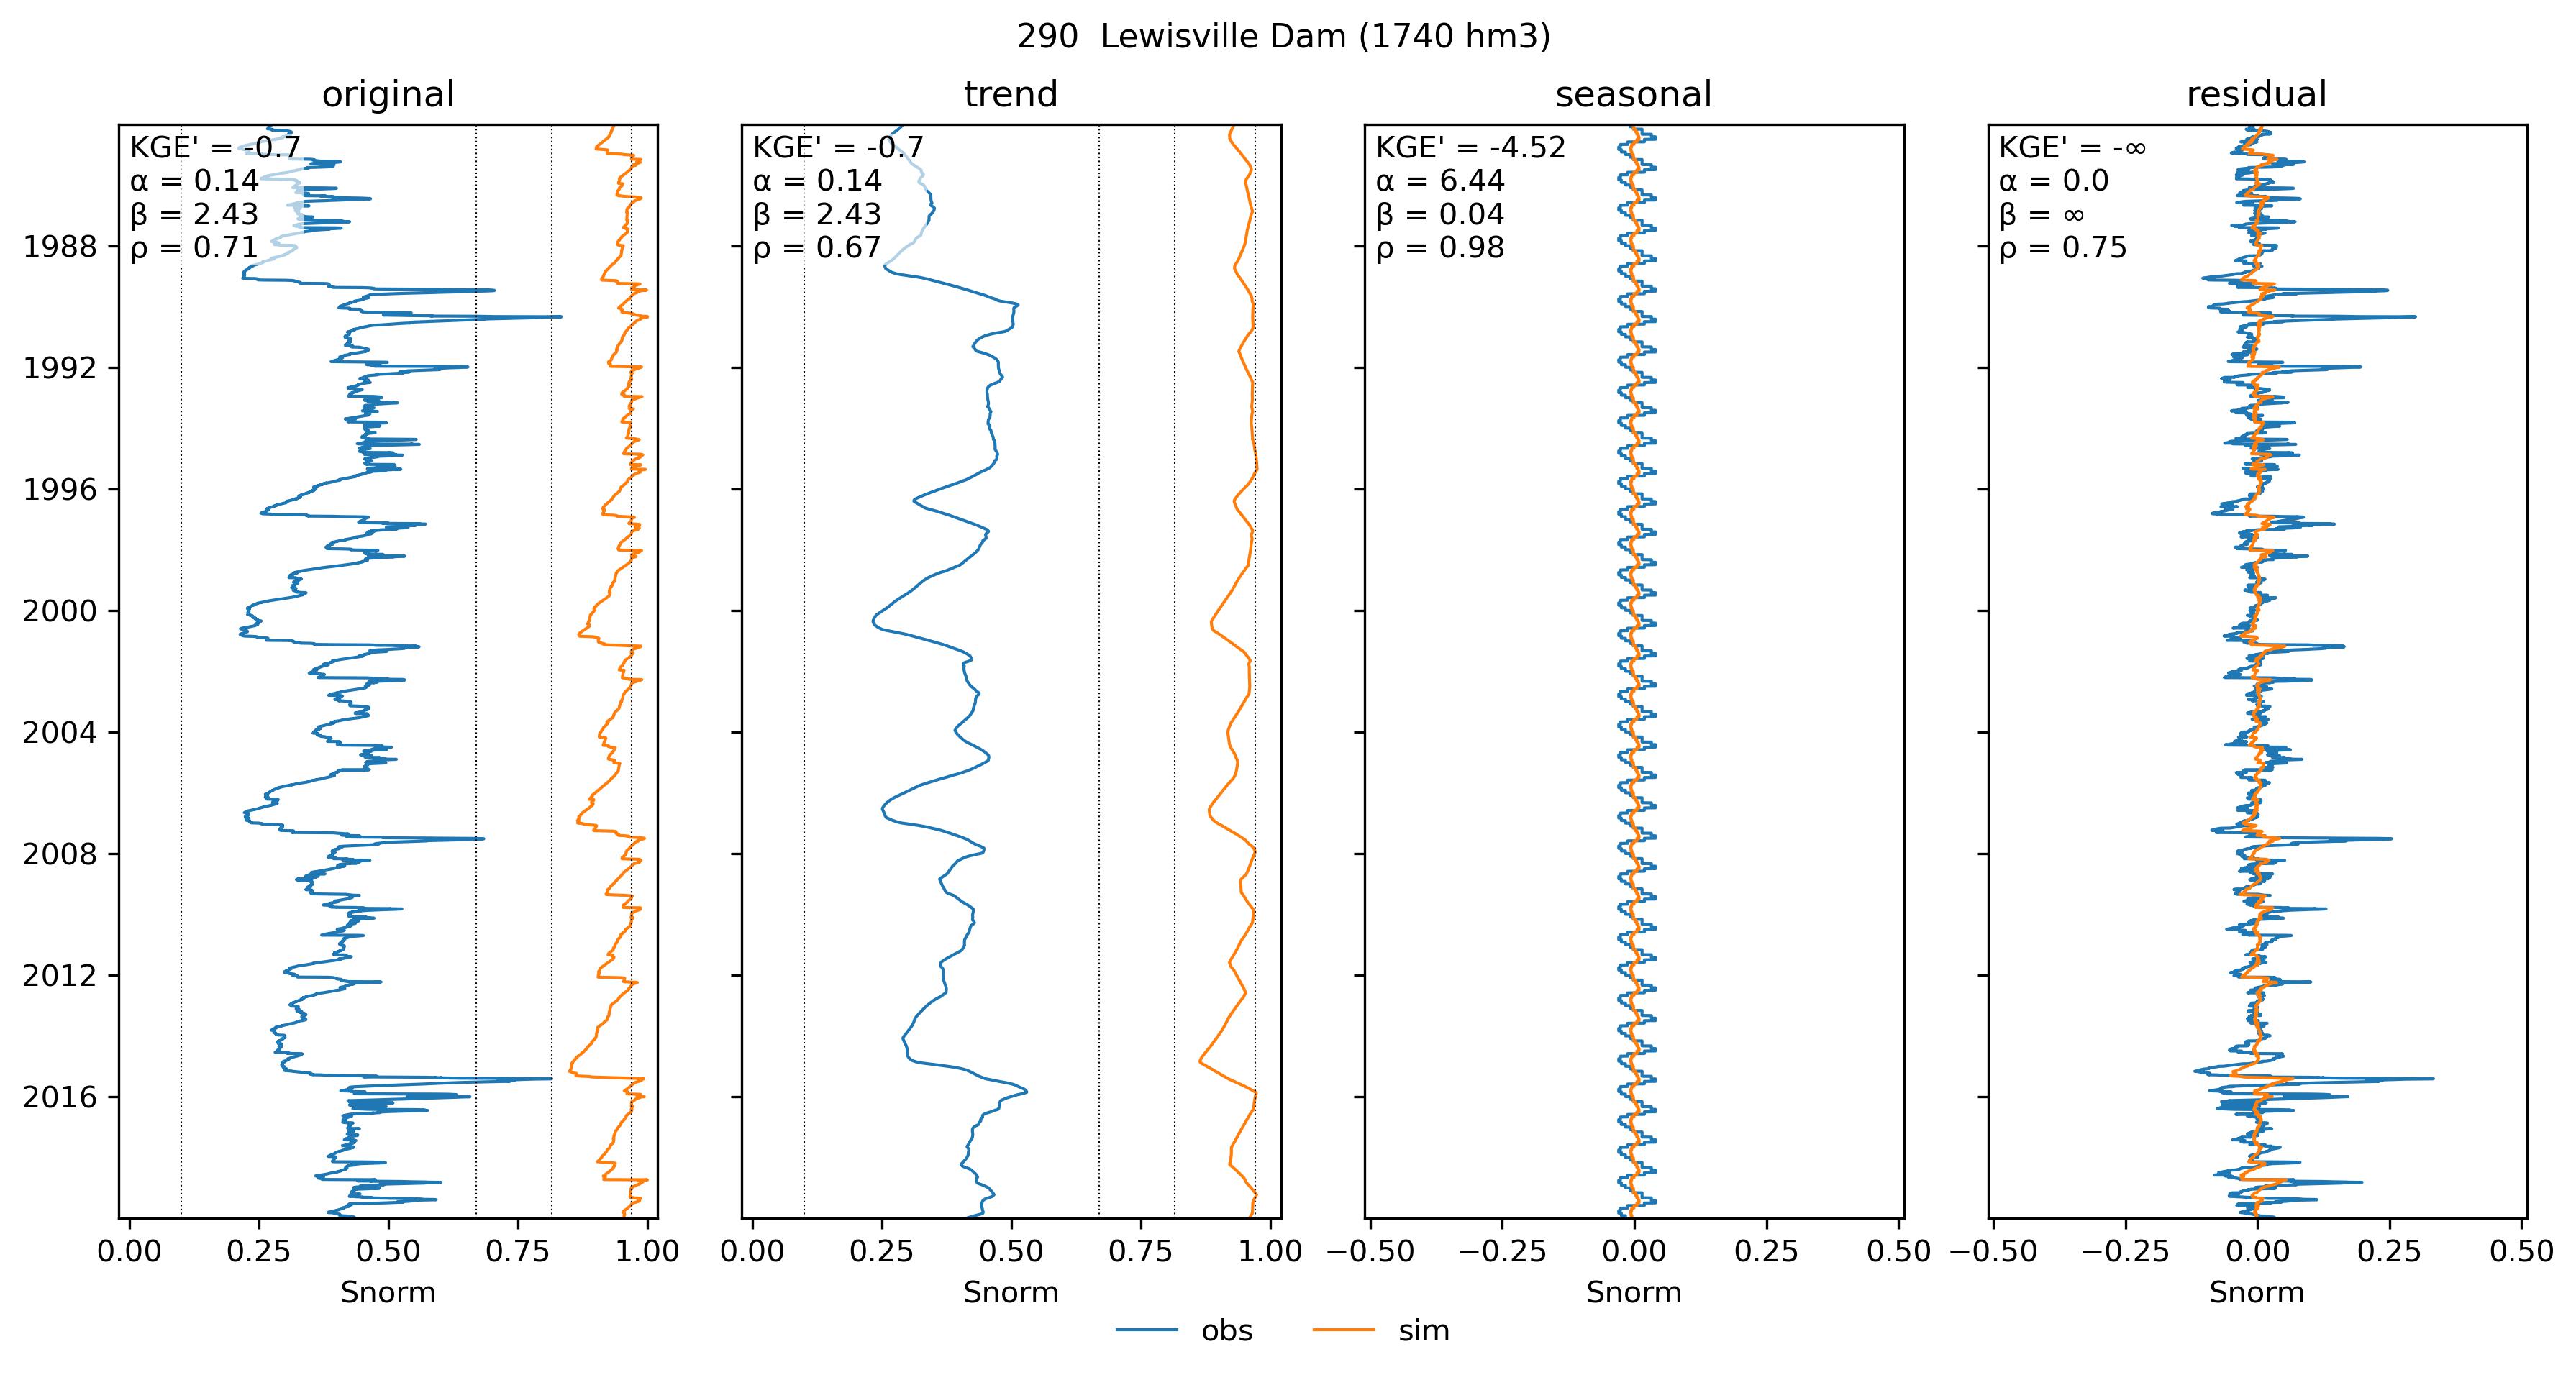 290  Lewisville Dam (1740 hm3)
original
trend
seasonal
residual
KGE' = -0.7
α = 0.14
β = 2.43
ρ = 0.71
KGE' = -0.7
α = 0.14
β = 2.43
ρ = 0.67
KGE' = -4.52
α = 6.44
β = 0.04
ρ = 0.98
KGE' = -∞
α = 0.0
β = ∞
ρ = 0.75
1988
1992
1996
2000
2004
2008
2012
2016
0.00 0.25 0.50 0.75 1.00
0.00 0.25 0.50 0.75 1.00
−0.50 −0.25 0.00 0.25 0.50
−0.50 −0.25 0.00 0.25 0.50
Snorm
Snorm
Snorm
Snorm
obs
sim